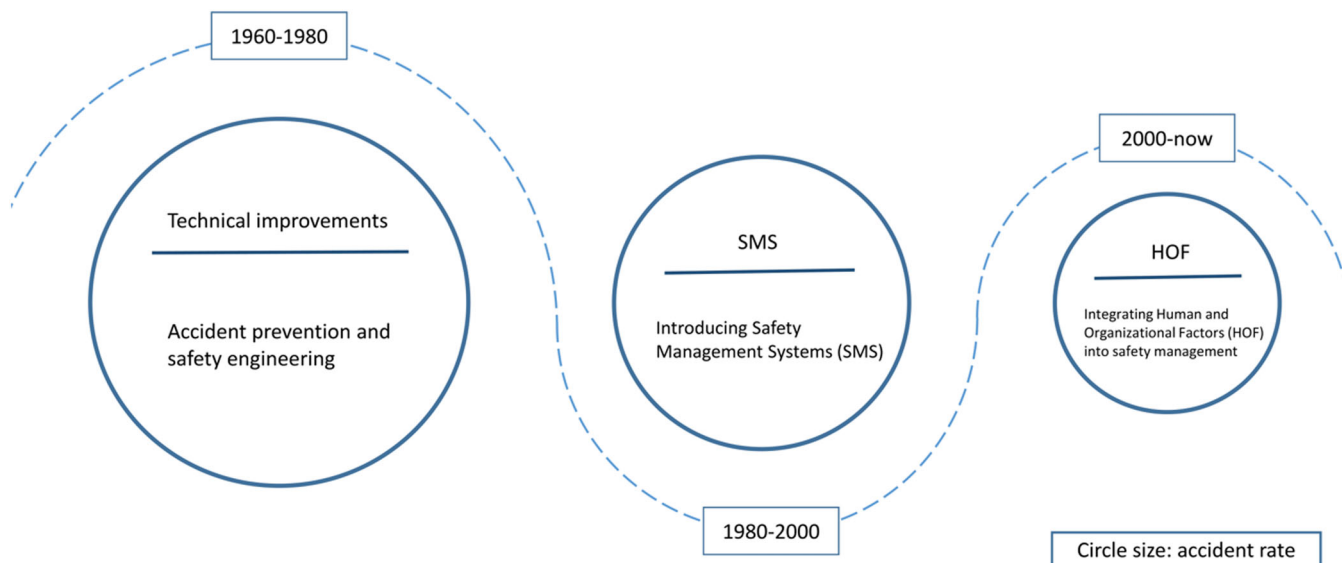 1960-1980
Technical improvements
Accident prevention and
safety engineering
SMS
Introducing Safety
Management Systems (SMS)
1980-2000
2000-now
HOF
Integrating Human and
Organizational Factors (HOF)
into safety management
Circle size: accident rate